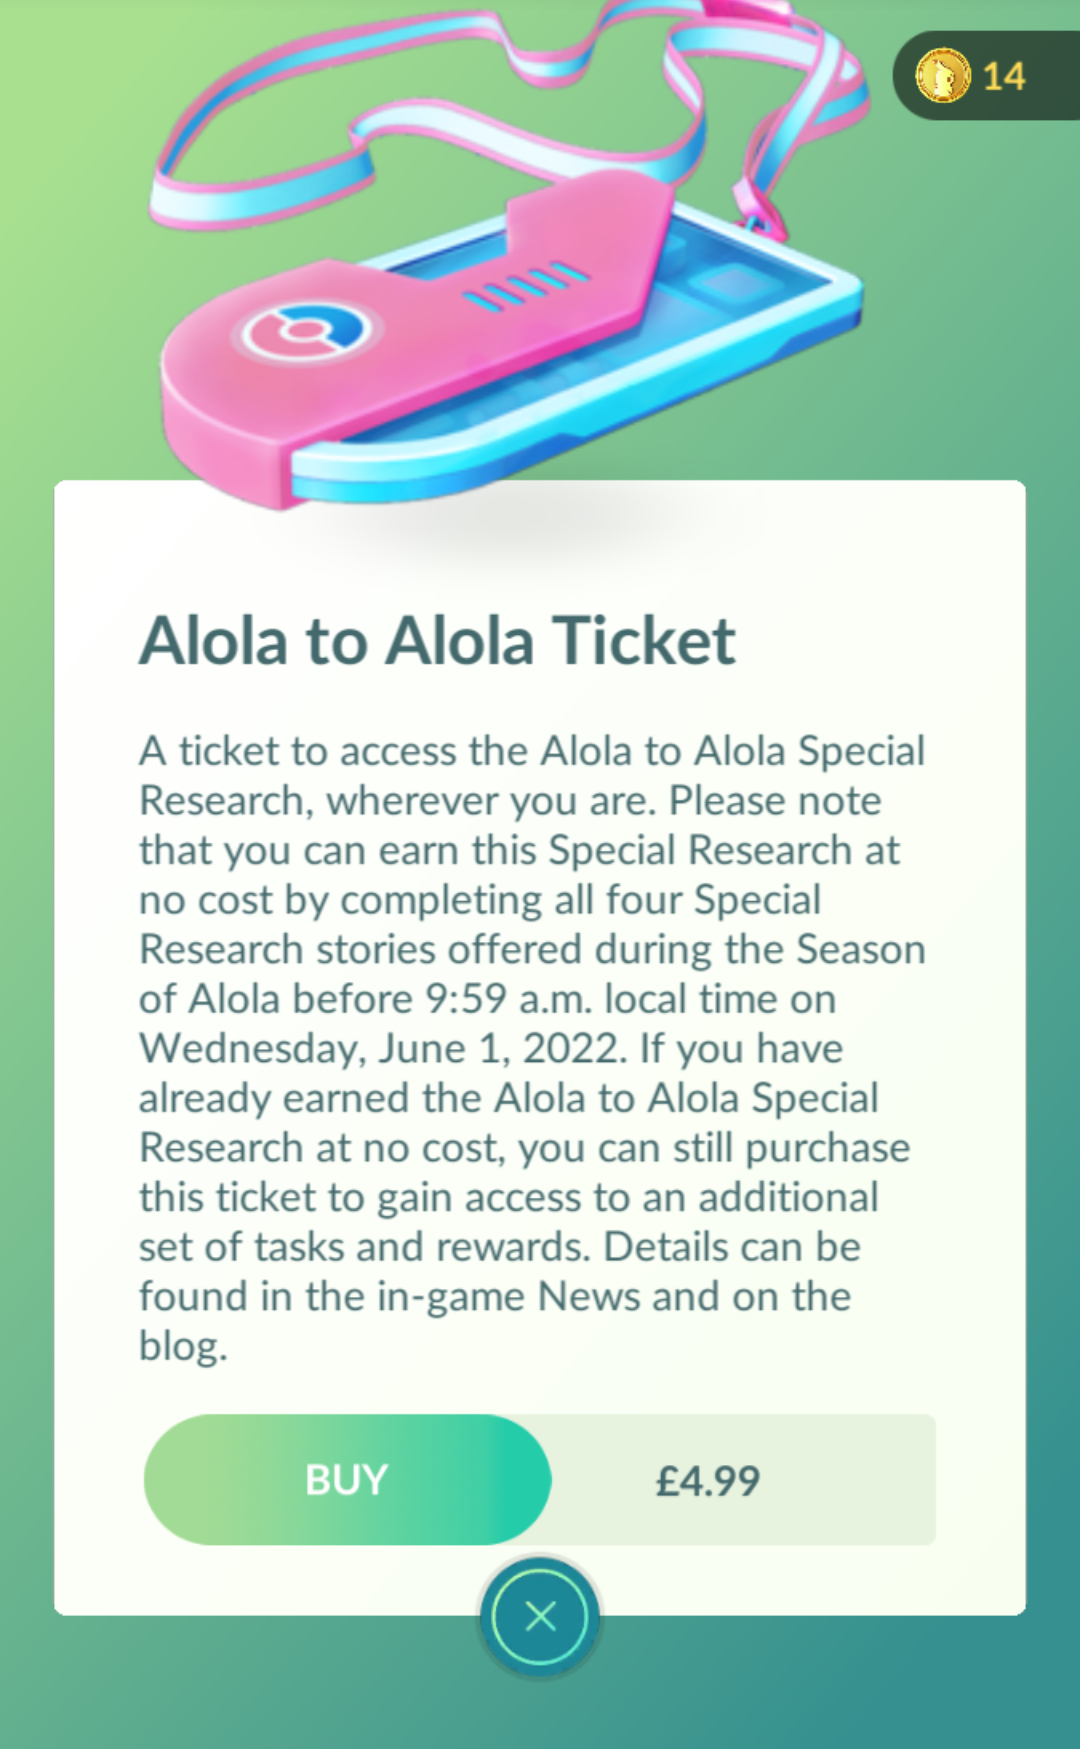 14
Alola to Alola Ticket
A ticket to access the Alola to Alola Special
Research, wherever you are. Please note
that you can earn this Special Research at
no cost by completing all four Special
Research stories offered during the Season
of Alola before 9:59 a.m. local time on
Wednesday, June 1, 2022. If you have
already earned the Alola to Alola Special
Research at no cost, you can still purchase
this ticket to gain access to an additional
set of tasks and rewards. Details can be
found in the in-game News and on the
blog.
BUY £4.99